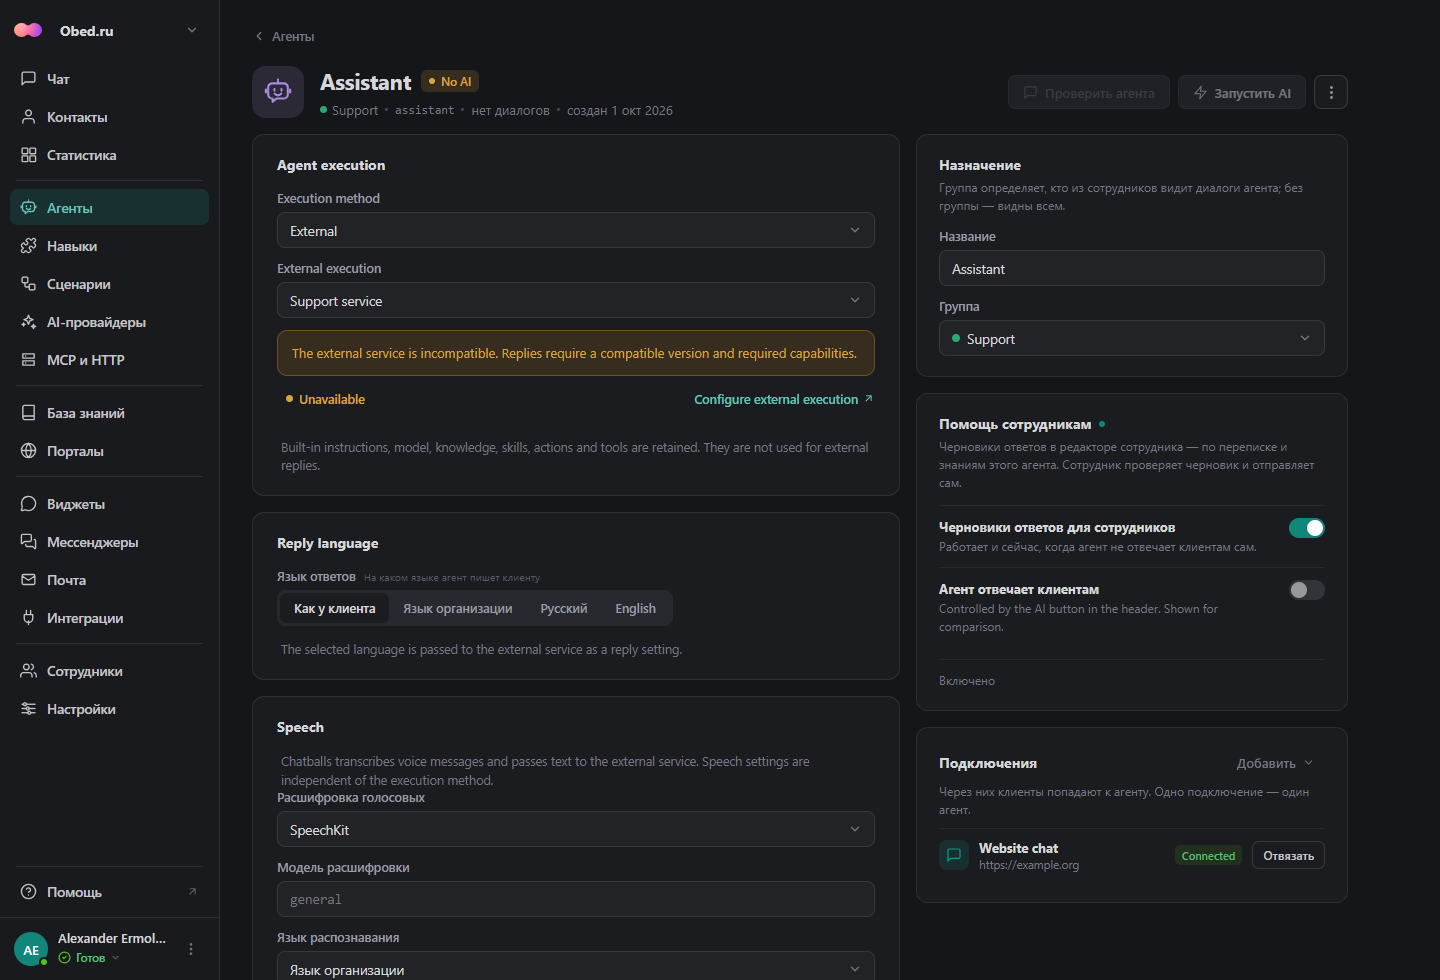 Obed.ru
Чат
Контакты
Статистика
Агенты
Навыки
Сценарии
AI-провайдеры
MCP и HTTP
База знаний
Порталы
Виджеты
Мессенджеры
Почта
Интеграции
Сотрудники
Настройки
Помощь
AE
Alexander Ermol...
Готов
Агенты
Assistant
No AI
Support • assistant • нет диалогов • создан 1 окт 2026
Проверить агента
Запустить AI
Agent execution
Execution method
External
External execution
Support service
The external service is incompatible. Replies require a compatible version and required capabilities.
Unavailable
Configure external execution
Built-in instructions, model, knowledge, skills, actions and tools are retained. They are not used for external
replies.
Reply language
Язык ответов На каком языке агент пишет клиенту
Как у клиента
Язык организации
Русский
English
The selected language is passed to the external service as a reply setting.
Speech
Chatballs transcribes voice messages and passes text to the external service. Speech settings are
independent of the execution method.
Расшифровка голосовых
SpeechKit
Модель расшифровки
general
Язык распознавания
Язык организации
Назначение
Группа определяет, кто из сотрудников видит диалоги агента; без
группы — видны всем.
Название
Assistant
Группа
Support
Помощь сотрудникам
Черновики ответов в редакторе сотрудника — по переписке и
знаниям этого агента. Сотрудник проверяет черновик и отправляет
сам.
Черновики ответов для сотрудников
Работает и сейчас, когда агент не отвечает клиентам сам.
Агент отвечает клиентам
Controlled by the AI button in the header. Shown for
comparison.
Включено
Подключения
Добавить
Через них клиенты попадают к агенту. Одно подключение — один
агент.
Website chat
https://example.org
Connected
Отвязать